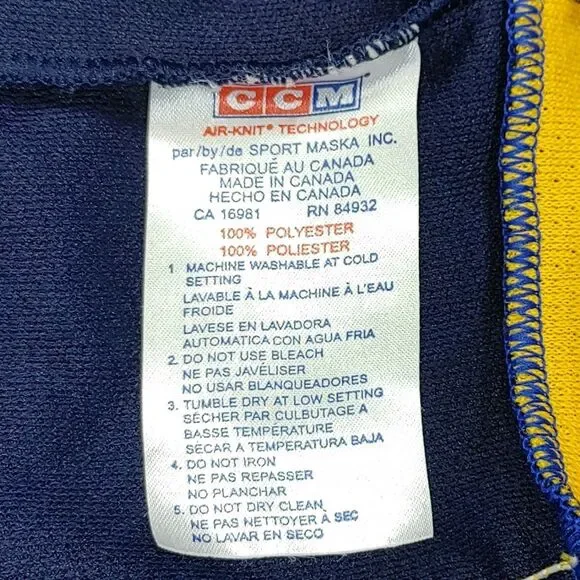 CCM
AIR-KNIT® TECHNOLOGY
par/by/de SPORT MASKA INC.
FABRIQUÉ AU CANADA
MADE IN CANADA
HECHO EN CANADA
CA 16981 RN 84932
100% POLYESTER
100% POLIESTER
1 MACHINE WASHABLE AT COLD
SETTING
LAVABLE À LA MACHINE À L'EAU
FROIDE
LAVESE EN LAVADORA
AUTOMATICA CON AGUA FRIA
2. DO NOT USE BLEACH
NE PAS JAVÉLISER
NO USAR BLANQUEADORES
3. TUMBLE DRY AT LOW SETTING
SÉCHER PAR CULBUTAGE A
BASSE TEMPÉRATURE
SECAR A TEMPERATURA BAJA
4. DO NOT IRON
NE PAS REPASSER
NO PLANCHAR
5. DO NOT DRY CLEAN
NE PAS NETTOYER À SEC
NO LAVAR EN SECO